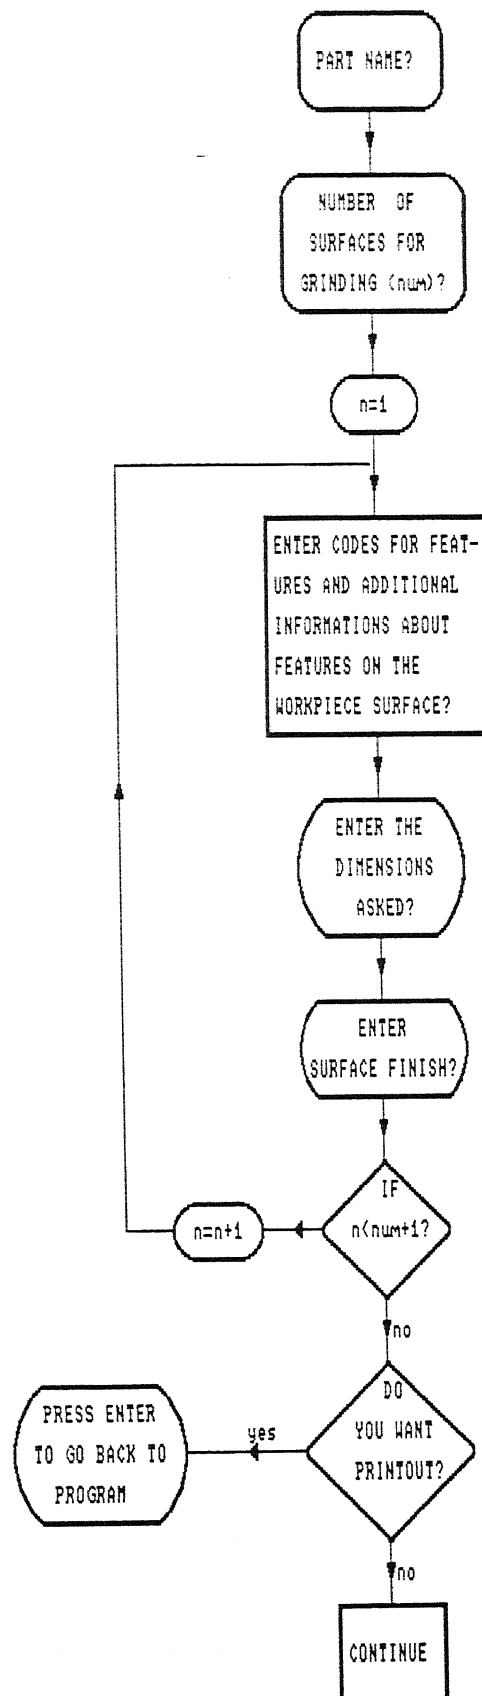 PART NAME?
NUMBER OF
SURFACES FOR
GRINDING (num)?
n=1
ENTER CODES FOR FEAT-
URES AND ADDITIONAL
INFORMATIONS ABOUT
FEATURES ON THE
WORKPIECE SURFACE?
ENTER THE
DIMENSIONS
ASKED?
ENTER
SURFACE FINISH?
IF
n<num+1?
n=n+1
no
DO
YOU WANT
PRINTOUT?
yes
PRESS ENTER
TO GO BACK TO
PROGRAM
no
CONTINUE